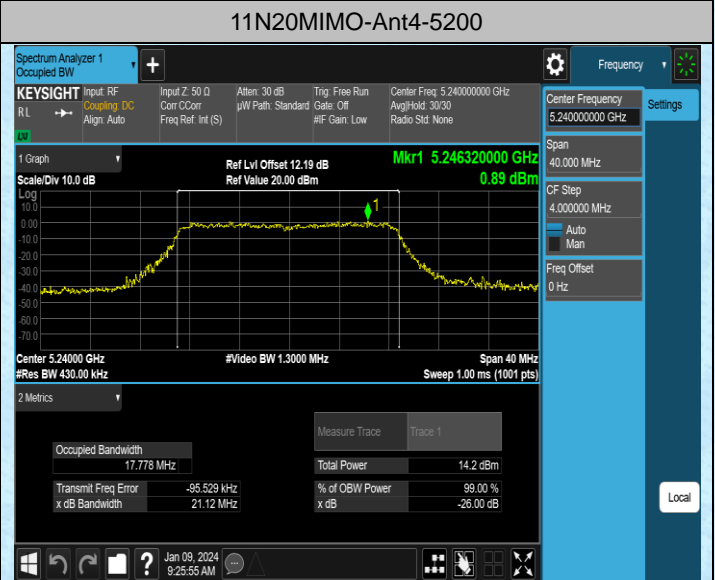 11N20MIMO-Ant4-5200
Spectrum Analyzer 1
Occupied BW
Frequency
KEYSIGHT
RL
LXI
Input: RF
Coupling: DC
Align: Auto
Input Z: 50 Ω
Corr CCorr
Freq Ref: Int (S)
Atten: 30 dB
µW Path: Standard
Trig: Free Run
Gate: Off
#IF Gain: Low
Center Freq: 5.240000000 GHz
Avg|Hold: 30/30
Radio Std: None
Center Frequency
5.240000000 GHz
Settings
Span
40.000 MHz
CF Step
4.000000 MHz
Auto
Man
Freq Offset
0 Hz
1 Graph
Ref Lvl Offset 12.19 dB
Mkr1 5.246320000 GHz
Scale/Div 10.0 dB
Ref Value 20.00 dBm
0.89 dBm
Log
10.0
0.00
-10.0
-20.0
-30.0
-40.0
-50.0
-60.0
-70.0
1
Center 5.24000 GHz
#Video BW 1.3000 MHz
Span 40 MHz
#Res BW 430.00 kHz
Sweep 1.00 ms (1001 pts)
2 Metrics
Measure Trace
Trace 1
Occupied Bandwidth
17.778 MHz
Total Power
14.2 dBm
Transmit Freq Error
-95.529 kHz
% of OBW Power
99.00 %
x dB Bandwidth
21.12 MHz
x dB
-26.00 dB
Local
?
Jan 09, 2024
9:25:55 AM